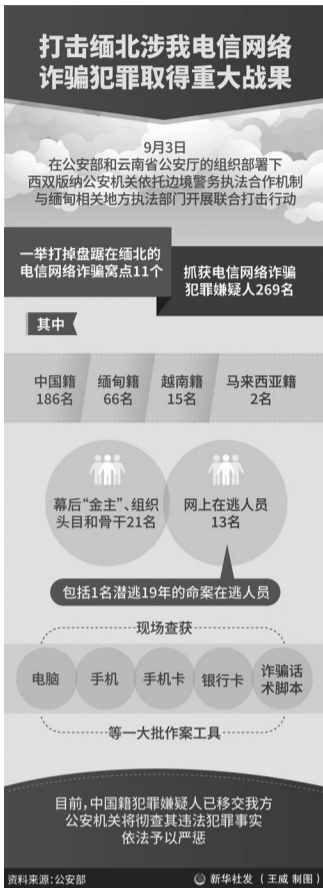 打击缅北涉我电信网络
诈骗犯罪取得重大战果
9月3日
在公安部和云南省公安厅的组织部署下
西双版纳公安机关依托边境警务执法合作机制
与缅甸相关地方执法部门开展联合打击行动
一举打掉盘踞在缅北的
电信网络诈骗窝点11个
抓获电信网络诈骗
犯罪嫌疑人269名
其中
中国籍
186名
缅甸籍
66名
越南籍
15名
马来西亚籍
2名
幕后“金主”、组织
头目和骨干21名
网上在逃人员
13名
包括1名潜逃19年的命案在逃人员
现场查获
电脑
手机
手机卡
银行卡
诈骗话
术脚本
等一大批作案工具
目前，中国籍犯罪嫌疑人已移交我方
公安机关将彻查其违法犯罪事实
依法予以严惩
资料来源：公安部
新华社发 （王威 制图）